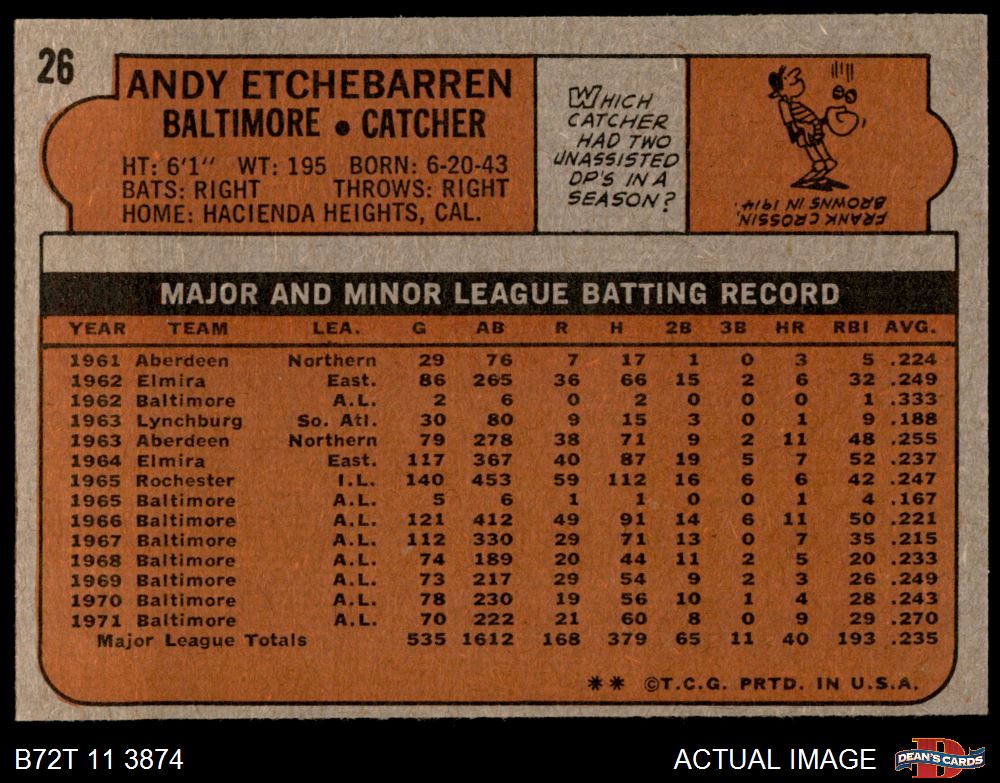 26
ANDY ETCHEBARREN
BALTIMORE • CATCHER
HT: 6'1" WT: 195 BORN: 6-20-43
BATS: RIGHT THROWS: RIGHT
HOME: HACIENDA HEIGHTS, CAL.
WHICH
CATCHER
HAD TWO
UNASSISTED
DP'S IN A
SEASON?
FRANK CROSSIN,
BROWNS IN 1914.
MAJOR AND MINOR LEAGUE BATTING RECORD
YEAR TEAM LEA. G AB R H 2B 3B HR RBI AVG.
1961 Aberdeen Northern 29 76 7 17 1 0 3 5 .224
1962 Elmira East. 86 265 36 66 15 2 6 32 .249
1962 Baltimore A.L. 2 6 0 2 0 0 0 1 .333
1963 Lynchburg So. Atl. 30 80 9 15 3 0 1 9 .188
1963 Aberdeen Northern 79 278 38 71 9 2 11 48 .255
1964 Elmira East. 117 367 40 87 19 5 7 52 .237
1965 Rochester I.L. 140 453 59 112 16 6 6 42 .247
1965 Baltimore A.L. 5 6 1 1 0 0 1 4 .167
1966 Baltimore A.L. 121 412 49 91 14 6 11 50 .221
1967 Baltimore A.L. 112 330 29 71 13 0 7 35 .215
1968 Baltimore A.L. 74 189 20 44 11 2 5 20 .233
1969 Baltimore A.L. 73 217 29 54 9 2 3 26 .249
1970 Baltimore A.L. 78 230 19 56 10 1 4 28 .243
1971 Baltimore A.L. 70 222 21 60 8 0 9 29 .270
Major League Totals 535 1612 168 379 65 11 40 193 .235
** ©T.C.G. PRTD. IN U.S.A.
B72T 11 3874
ACTUAL IMAGE
D
DEAN'S CARDS